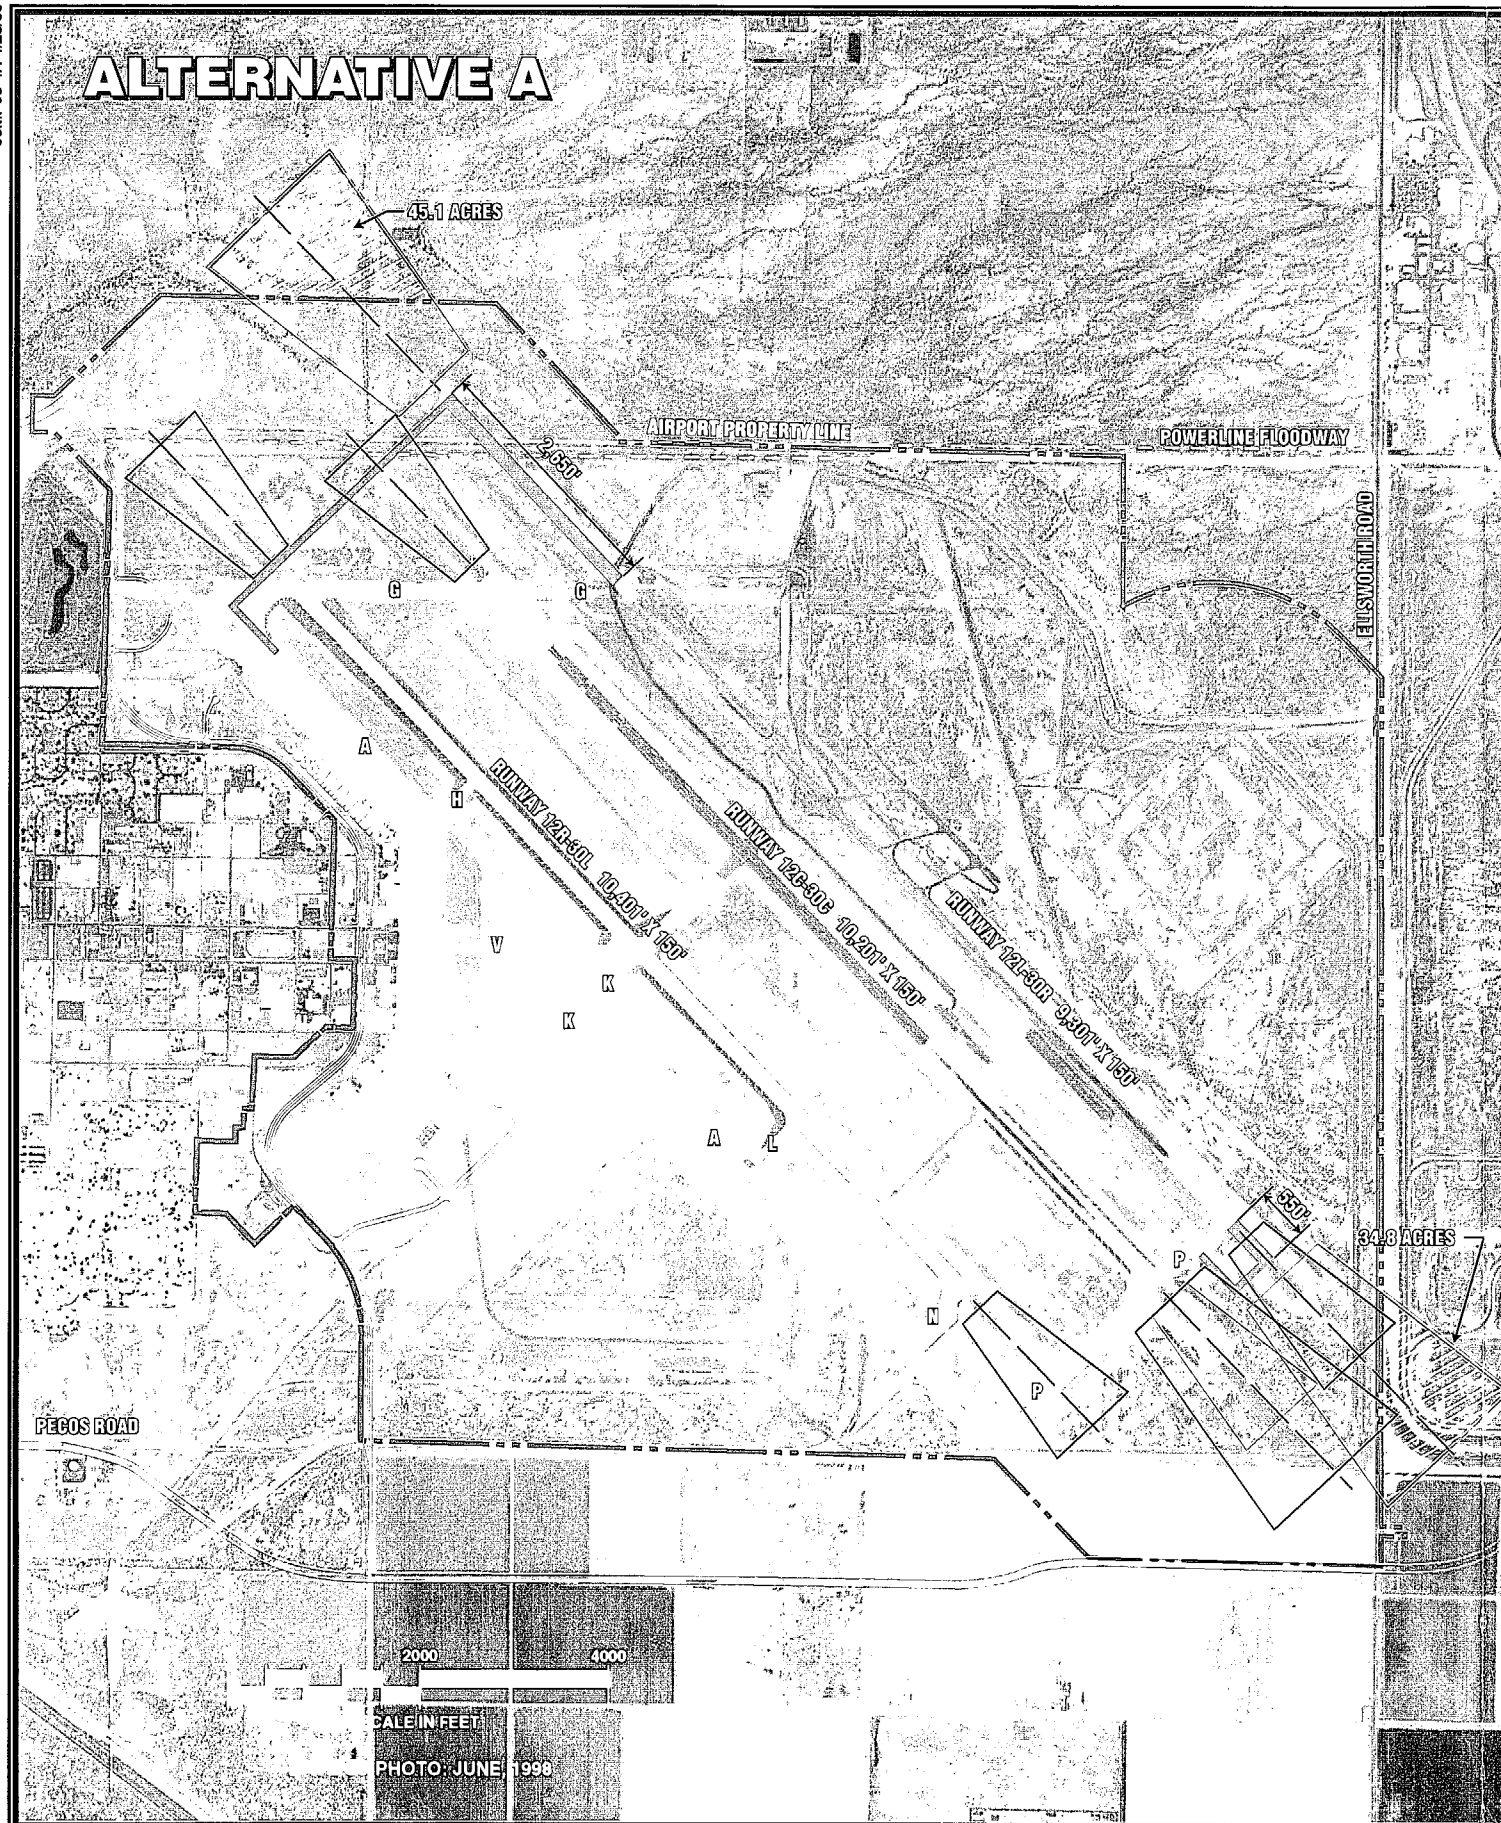 ALTERNATIVE A
45.1 ACRES
2,650'
AIRPORT PROPERTY LINE
POWERLINE FLOODWAY
ELLSWORTH ROAD
G
G
A
H
RUNWAY 12R-30L 10,401' X 150'
RUNWAY 12C-30C 10,201' X 150'
RUNWAY 12L-30R 9,301' X 150'
V
K
K
A
L
550'
34.8 ACRES
P
N
P
PECOS ROAD
2000
4000
CALE IN FEET
PHOTO: JUNE, 1998